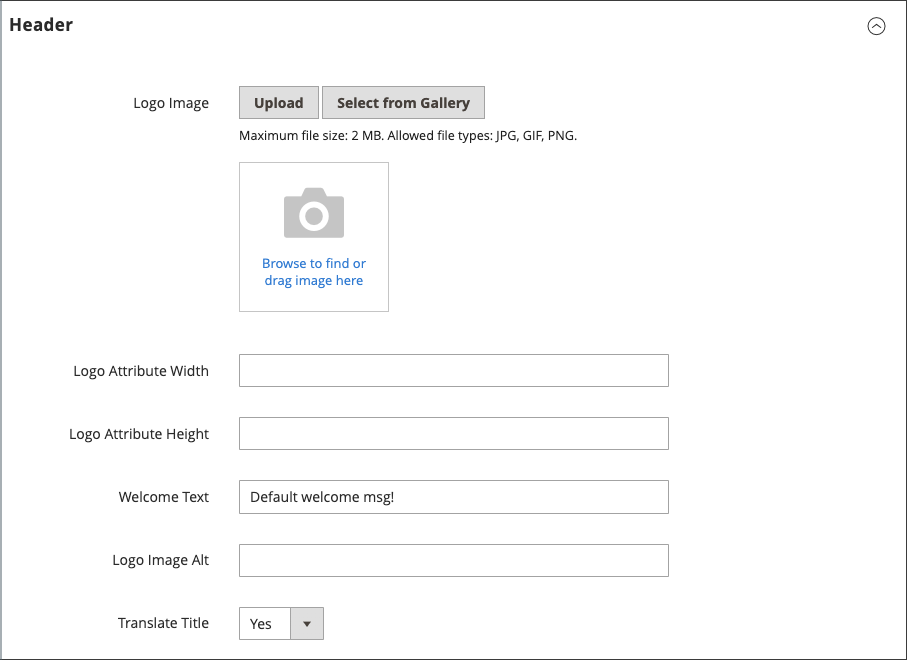 Header
Logo Image
Upload Select from Gallery
Maximum file size: 2 MB. Allowed file types: JPG, GIF, PNG.
Browse to find or
drag image here
Logo Attribute Width
Logo Attribute Height
Welcome Text Default welcome msg!
Logo Image Alt
Translate Title Yes